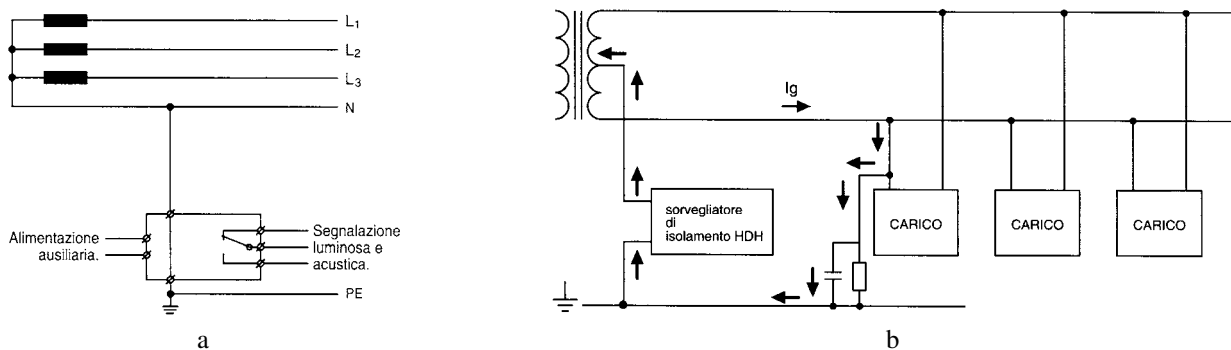 L1
L2
L3
N
Alimentazione
ausiliaria.
Segnalazione
luminosa e
acustica.
PE
a
Ig
sorvegliatore
di
isolamento HDH
CARICO
CARICO
CARICO
b